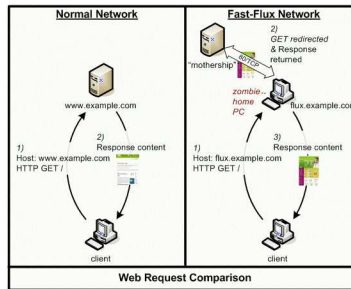 Normal Network
www.example.com
1)
Host: www.example.com
HTTP GET /
2)
Response content
client
Fast-Flux Network
2)
GET redirected
& Response
returned
80/TCP
"mothership"
zombie
home
PC
flux.example.com
1)
Host: flux.example.com
HTTP GET /
3)
Response content
client
Web Request Comparison